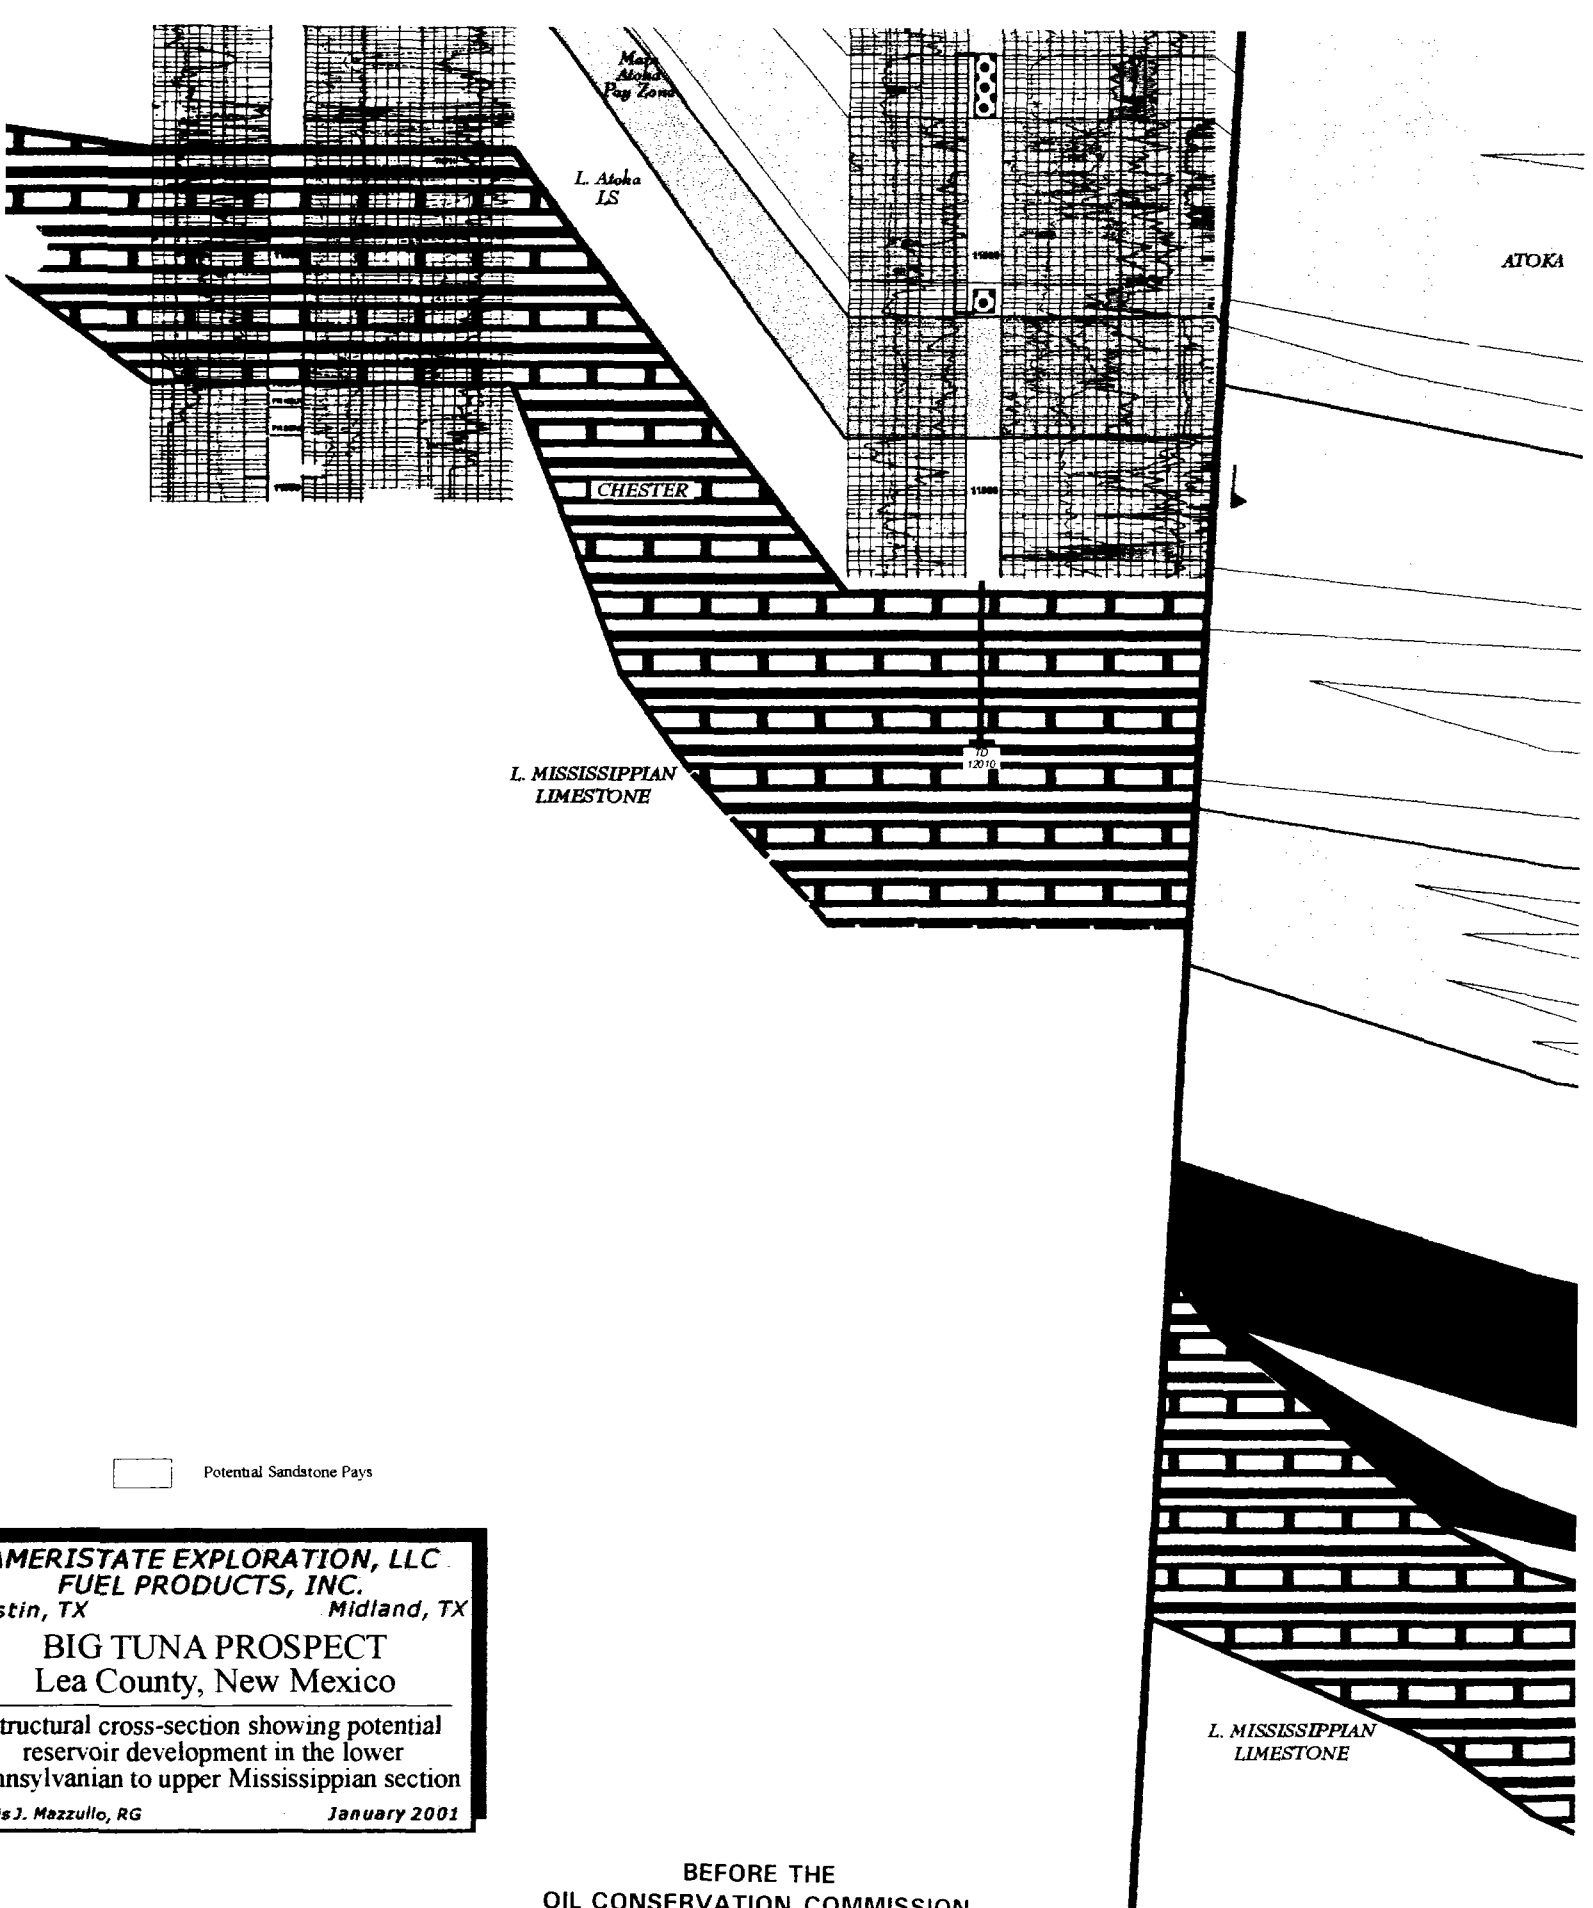 Main
Atoka
Pay Zone
L. Atoka
LS
ATOKA
CHESTER
TD
12010
L. MISSISSIPPIAN
LIMESTONE
Potential Sandstone Pays
MERISTATE EXPLORATION, LLC
FUEL PRODUCTS, INC.
stin, TX Midland, TX
BIG TUNA PROSPECT
Lea County, New Mexico
tructural cross-section showing potential
reservoir development in the lower
nnsylvanian to upper Mississippian section
s J. Mazzullo, RG January 2001
L. MISSISSIPPIAN
LIMESTONE
BEFORE THE
OIL CONSERVATION COMMISSION